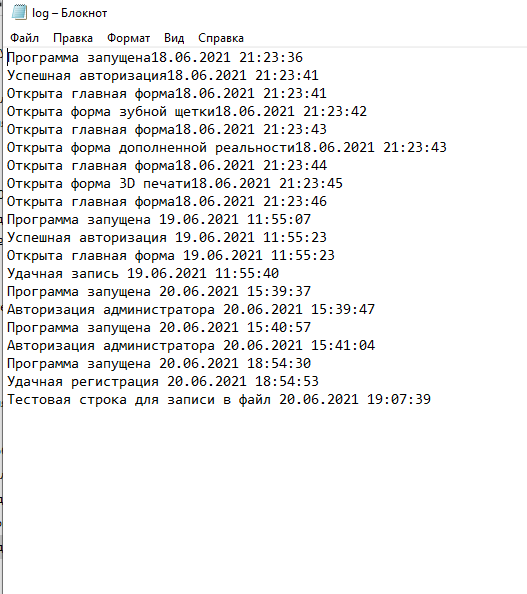 log – Блокнот
Файл Правка Формат Вид Справка
Программа запущена18.06.2021 21:23:36
Успешная авторизация18.06.2021 21:23:41
Открыта главная форма18.06.2021 21:23:41
Открыта форма зубной щетки18.06.2021 21:23:42
Открыта главная форма18.06.2021 21:23:43
Открыта форма дополненной реальности18.06.2021 21:23:43
Открыта главная форма18.06.2021 21:23:44
Открыта форма 3D печати18.06.2021 21:23:45
Открыта главная форма18.06.2021 21:23:46
Программа запущена 19.06.2021 11:55:07
Успешная авторизация 19.06.2021 11:55:23
Открыта главная форма 19.06.2021 11:55:23
Удачная запись 19.06.2021 11:55:40
Программа запущена 20.06.2021 15:39:37
Авторизация администратора 20.06.2021 15:39:47
Программа запущена 20.06.2021 15:40:57
Авторизация администратора 20.06.2021 15:41:04
Программа запущена 20.06.2021 18:54:30
Удачная регистрация 20.06.2021 18:54:53
Тестовая строка для записи в файл 20.06.2021 19:07:39